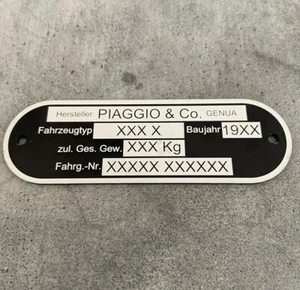 Hersteller: PIAGGIO & Co. GENUA
Fahrzeugtyp XXX X Baujahr 19XX
zul. Ges. Gew. XXX Kg
Fahrg.-Nr. XXXXX XXXXXX